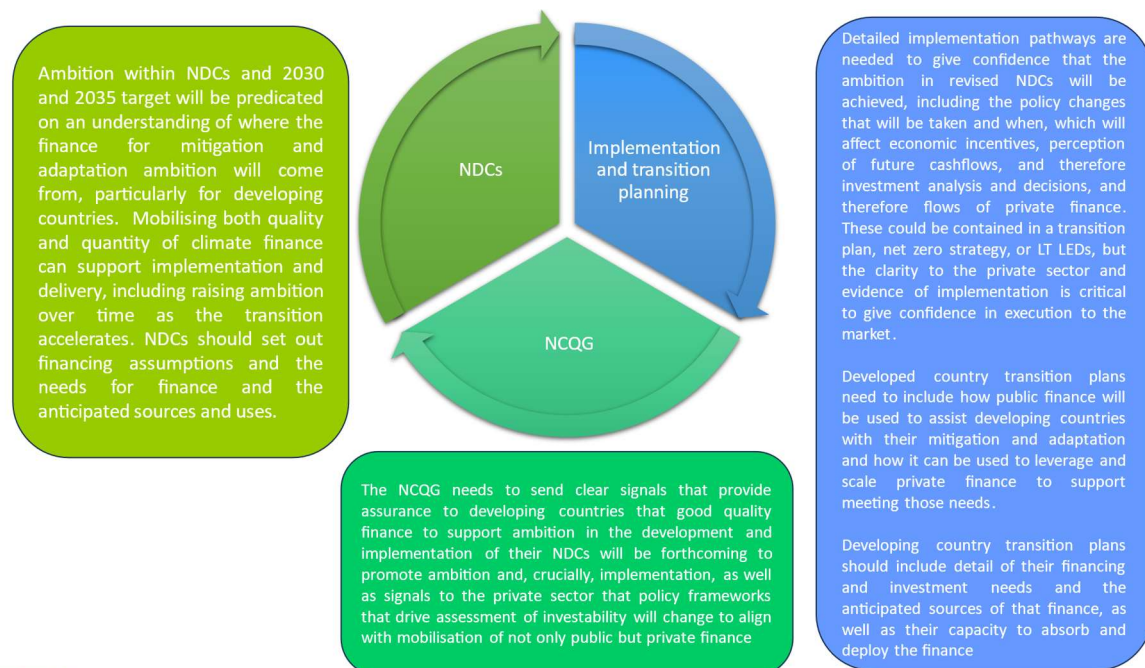 Ambition within NDCs and 2030
and 2035 target will be predicated
on an understanding of where the
finance for mitigation and
adaptation ambition will come
from, particularly for developing
countries. Mobilising both quality
and quantity of climate finance
can support implementation and
delivery, including raising ambition
over time as the transition
accelerates. NDCs should set out
financing assumptions and the
needs for finance and the
anticipated sources and uses.
NDCs
Implementation
and transition
planning
NCQG
The NCQG needs to send clear signals that provide
assurance to developing countries that good quality
finance to support ambition in the development and
implementation of their NDCs will be forthcoming to
promote ambition and, crucially, implementation, as well
as signals to the private sector that policy frameworks
that drive assessment of investability will change to align
with mobilisation of not only public but private finance
Detailed implementation pathways are
needed to give confidence that the
ambition in revised NDCs will be
achieved, including the policy changes
that will be taken and when, which will
affect economic incentives, perception
of future cashflows, and therefore
investment analysis and decisions, and
therefore flows of private finance.
These could be contained in a transition
plan, net zero strategy, or LT LEDs, but
the clarity to the private sector and
evidence of implementation is critical
to give confidence in execution to the
market.
Developed country transition plans
need to include how public finance will
be used to assist developing countries
with their mitigation and adaptation
and how it can be used to leverage and
scale private finance to support
meeting those needs.
Developing country transition plans
should include detail of their financing
and investment needs and the
anticipated sources of that finance, as
well as their capacity to absorb and
deploy the finance